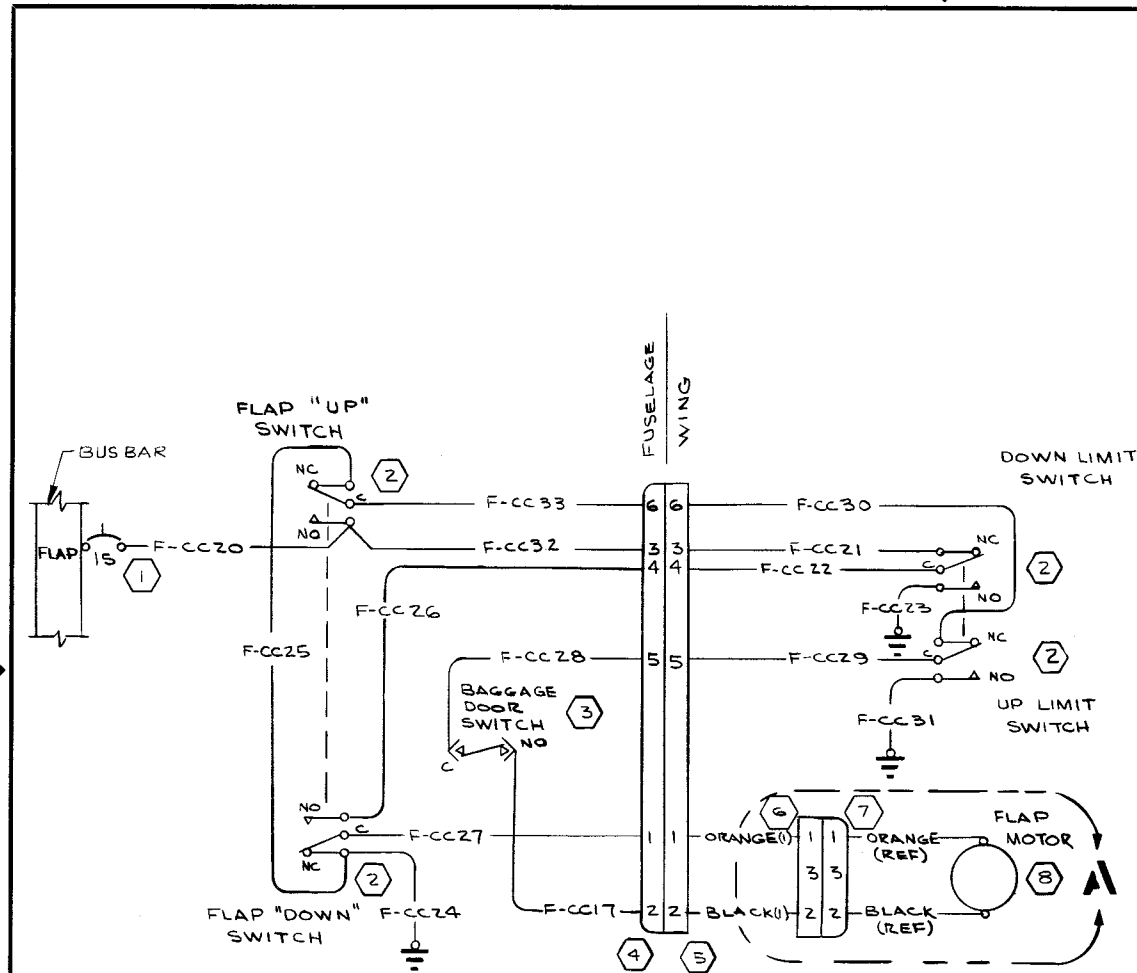 FUSELAGE
WING
FLAP "UP"
SWITCH
BUS BAR
DOWN LIMIT
SWITCH
NC
2
C
F-CC33
6 6
F-CC30
NO
FLAP
15
1
F-CC20
F-CC32
3 3
F-CC21
NC
4 4
F-CC22
C
2
F-CC26
F-CC23
NO
F-CC25
F-CC28
5 5
F-CC29
C
NC
2
NO
BAGGAGE
DOOR
SWITCH
3
NO
C
F-CC31
UP LIMIT
SWITCH
NO
C
F-CC27
1 1
ORANGE(1)
6
7
1 1
ORANGE
(REF)
FLAP
MOTOR
NC
2
3 3
8
A
FLAP "DOWN"
SWITCH
F-CC24
F-CC17
2 2
BLACK(1)
2 2
BLACK
(REF)
4
5